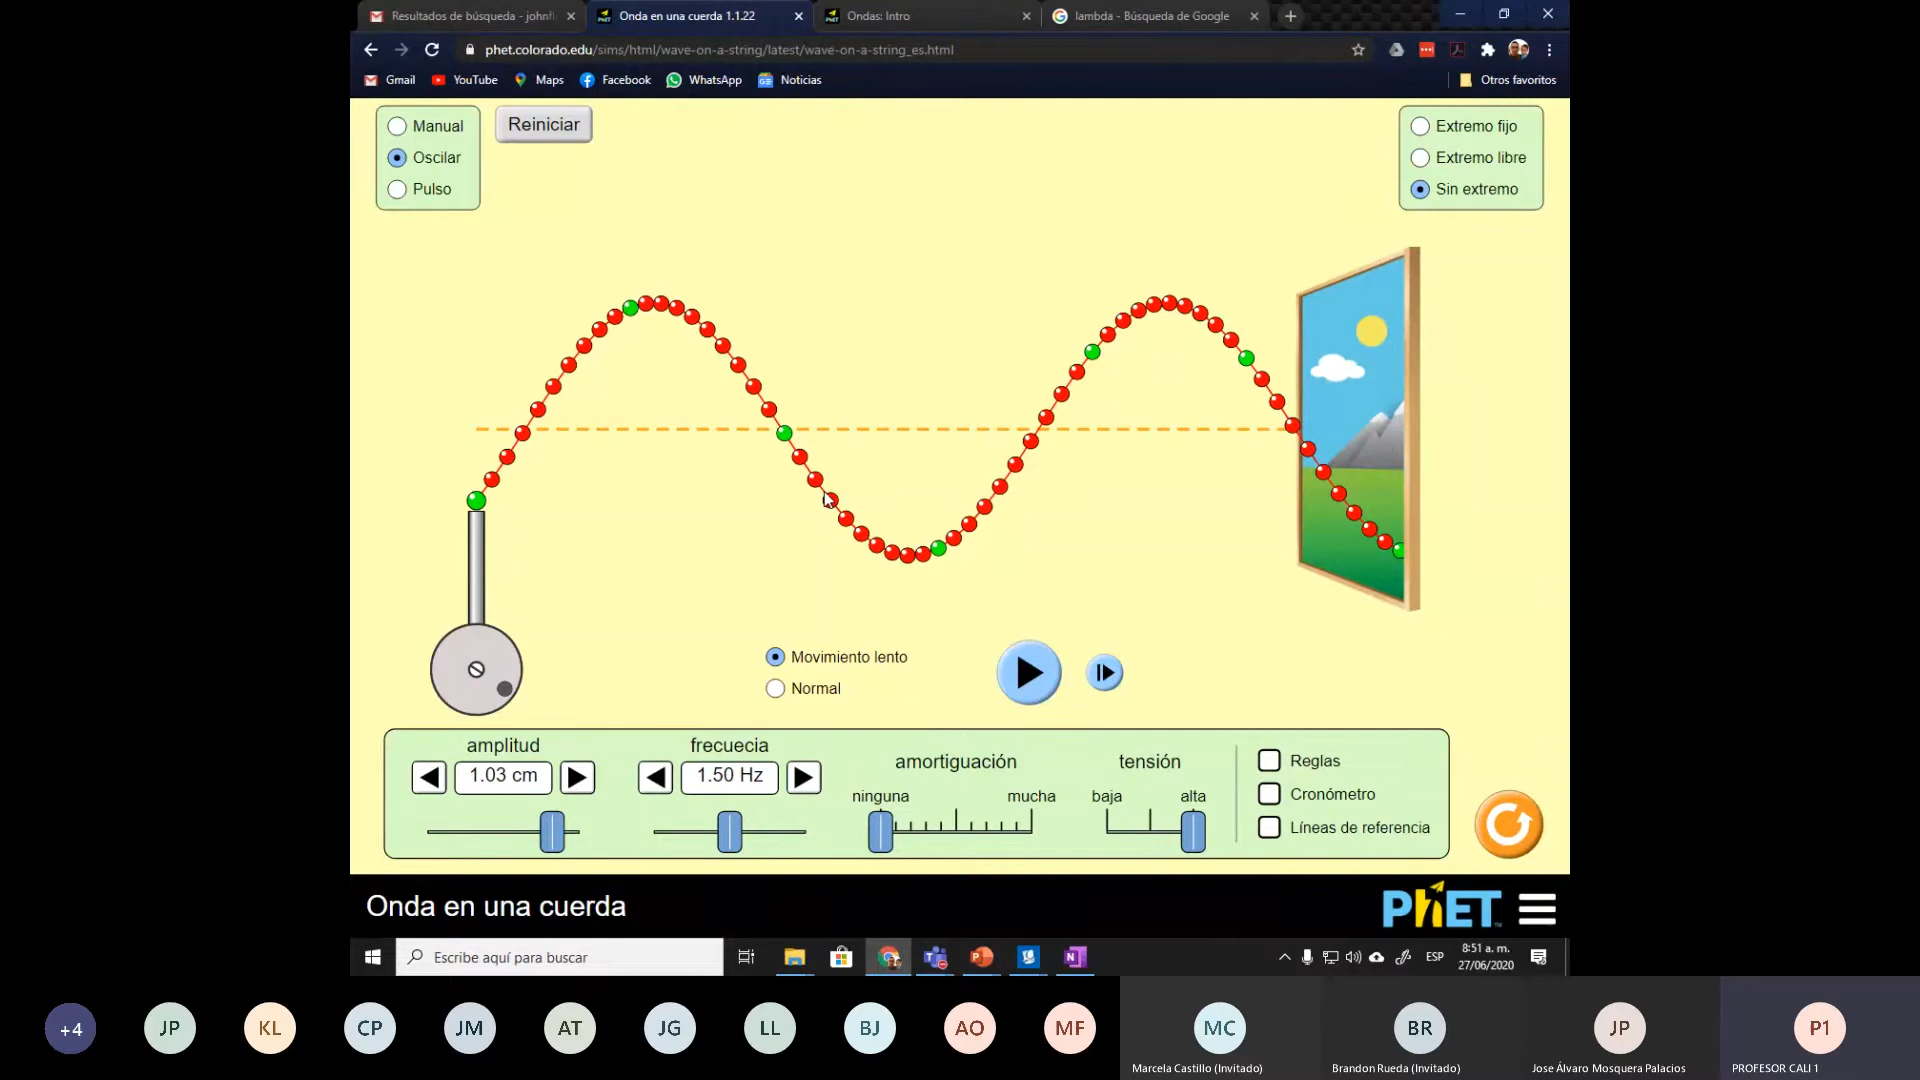 Resultados de búsqueda - johnfl
Onda en una cuerda 1.1.22
Ondas: Intro
lambda - Búsqueda de Google
phet.colorado.edu/sims/html/wave-on-a-string/latest/wave-on-a-string_es.html
Gmail
YouTube
Maps
Facebook
WhatsApp
Noticias
Otros favoritos
Manual
Oscilar
Pulso
Reiniciar
Extremo fijo
Extremo libre
Sin extremo
Movimiento lento
Normal
amplitud
1.03 cm
frecuecia
1.50 Hz
amortiguación
ninguna
mucha
tensión
baja
alta
Reglas
Cronómetro
Líneas de referencia
Onda en una cuerda
PhET
Escribe aquí para buscar
ESP
8:51 a. m.
27/06/2020
+4
JP
KL
CP
JM
AT
JG
LL
BJ
AO
MF
MC
Marcela Castillo (Invitado)
BR
Brandon Rueda (Invitado)
JP
Jose Álvaro Mosquera Palacios
P1
PROFESOR CALI 1